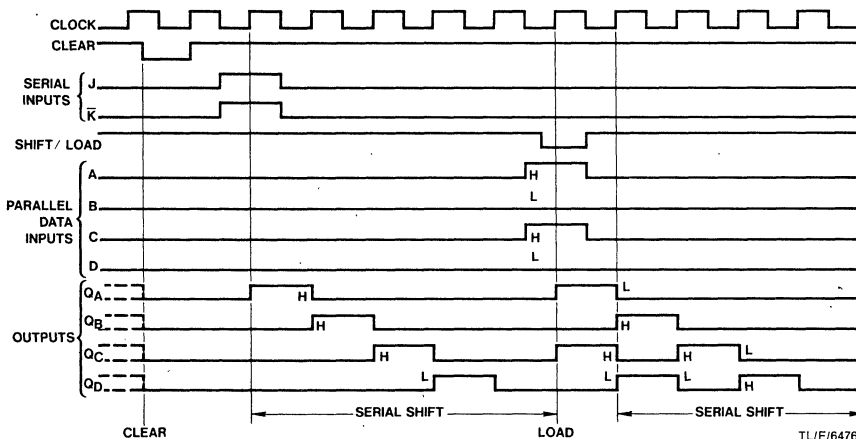 CLOCK
CLEAR
SERIAL INPUTS
J
K̅
SHIFT/ LOAD
PARALLEL DATA INPUTS
A
H
L
B
C
H
L
D
OUTPUTS
QA
H
L
QB
H
H
QC
H
H
H
L
QD
L
L
L
H
SERIAL SHIFT
SERIAL SHIFT
CLEAR
LOAD
TL/F/6476